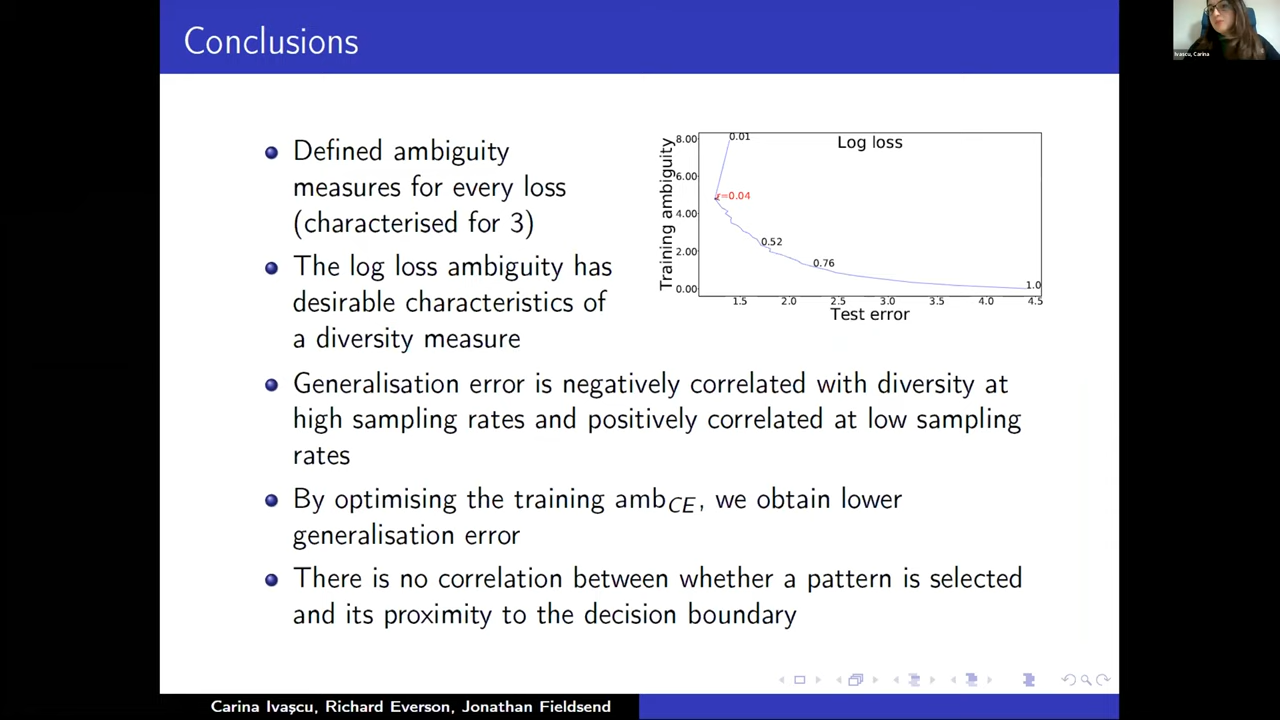 Conclusions
Ivașcu, Carina
Defined ambiguity
measures for every loss
(characterised for 3)
The log loss ambiguity has
desirable characteristics of
a diversity measure
Generalisation error is negatively correlated with diversity at
high sampling rates and positively correlated at low sampling
rates
By optimising the training ambCE, we obtain lower
generalisation error
There is no correlation between whether a pattern is selected
and its proximity to the decision boundary
Log loss
Training ambiguity
8.00
6.00
4.00
2.00
0.00
0.01
r=0.04
0.52
0.76
1.0
1.5
2.0
2.5
3.0
3.5
4.0
4.5
Test error
Carina Ivaşcu, Richard Everson, Jonathan Fieldsend